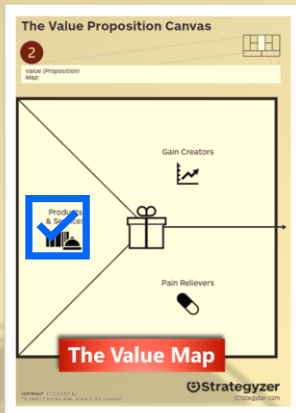 The Value Proposition Canvas
2
Value (Proposition)
Map:
Gain Creators
Products
& Services
Pain Relievers
The Value Map
Strategyzer
strategyzer.com